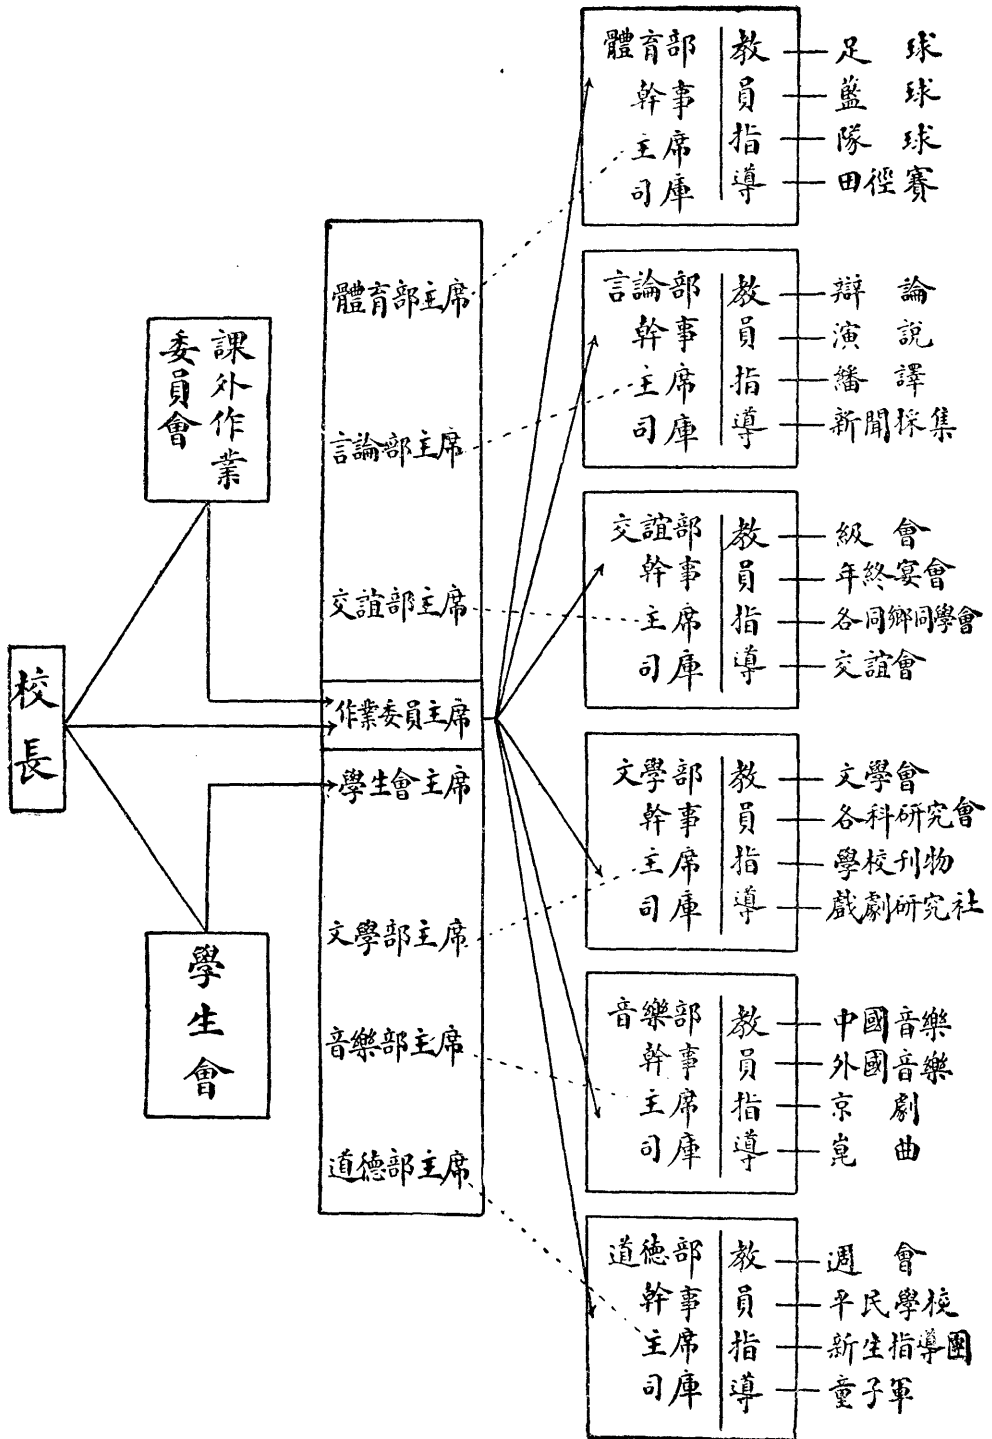 校長
課外作業
委員會
學生會
體育部主席
言論部主席
交誼部主席
作業委員主席
學生會主席
文學部主席
音樂部主席
道德部主席
體育部
幹事
主席
司庫
教員指導
足球
藍球
隊球
田徑賽
言論部
幹事
主席
司庫
教員指導
辯論
演說
繙譯
新聞採集
交誼部
幹事
主席
司庫
教員指導
級會
年終宴會
各同鄉同學會
交誼會
文學部
幹事
主席
司庫
教員指導
文學會
各科研究會
學校刊物
戲劇研究社
音樂部
幹事
主席
司庫
教員指導
中國音樂
外國音樂
京劇
崑曲
道德部
幹事
主席
司庫
教員指導
週會
平民學校
新生指導團
童子軍